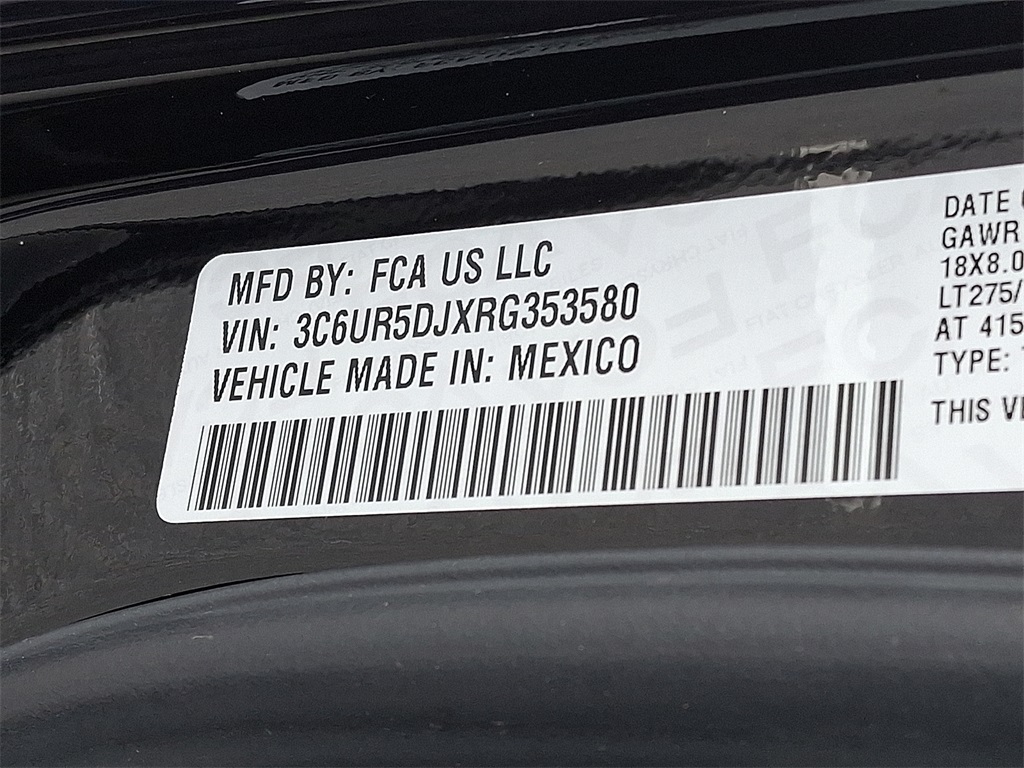 MFD BY: FCA US LLC
VIN: 3C6UR5DJXRG353580
VEHICLE MADE IN: MEXICO
DATE
GAWR
18X8.0
LT275/
AT 415
TYPE:
THIS